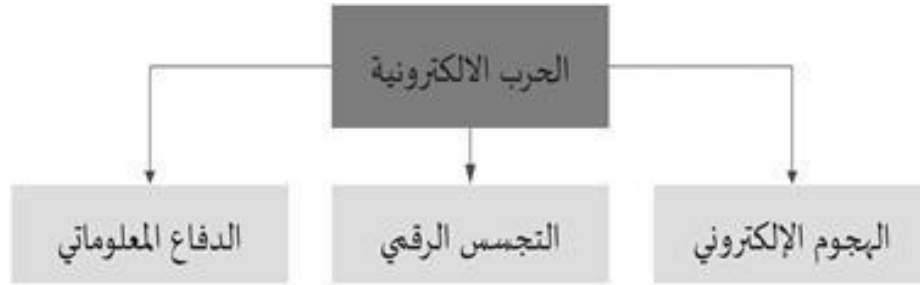 الحرب الالكترونية
الهجوم الإلكتروني
التجسس الرقمي
الدفاع المعلوماتي